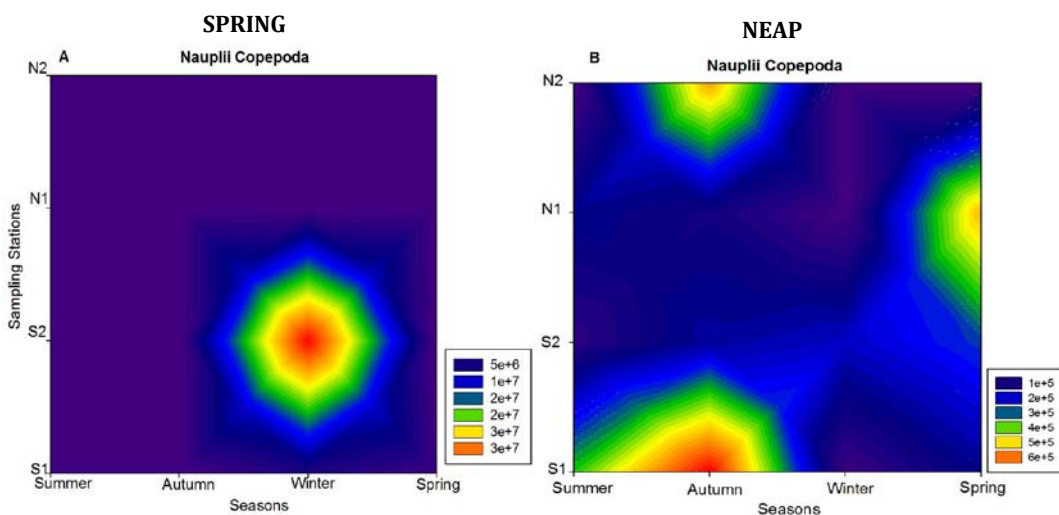 SPRING
A
Nauplii Copepoda
N2
N1
S2
S1
Sampling Stations
Summer
Autumn
Winter
Spring
Seasons
5e+6
1e+7
2e+7
2e+7
3e+7
3e+7
NEAP
B
Nauplii Copepoda
N2
N1
S2
S1
Summer
Autumn
Winter
Spring
Seasons
1e+5
2e+5
3e+5
4e+5
5e+5
6e+5